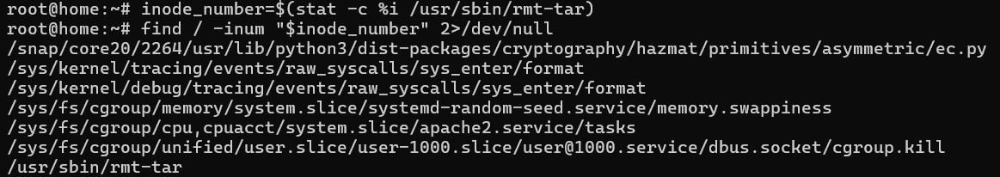 root@home:~# inode_number=$(stat -c %i /usr/sbin/rmt-tar)
root@home:~# find / -inum "$inode_number" 2>/dev/null
/snap/core20/2264/usr/lib/python3/dist-packages/cryptography/hazmat/primitives/asymmetric/ec.py
/sys/kernel/tracing/events/raw_syscalls/sys_enter/format
/sys/kernel/debug/tracing/events/raw_syscalls/sys_enter/format
/sys/fs/cgroup/memory/system.slice/systemd-random-seed.service/memory.swappiness
/sys/fs/cgroup/cpu,cpuacct/system.slice/apache2.service/tasks
/sys/fs/cgroup/unified/user.slice/user-1000.slice/user@1000.service/dbus.socket/cgroup.kill
/usr/sbin/rmt-tar